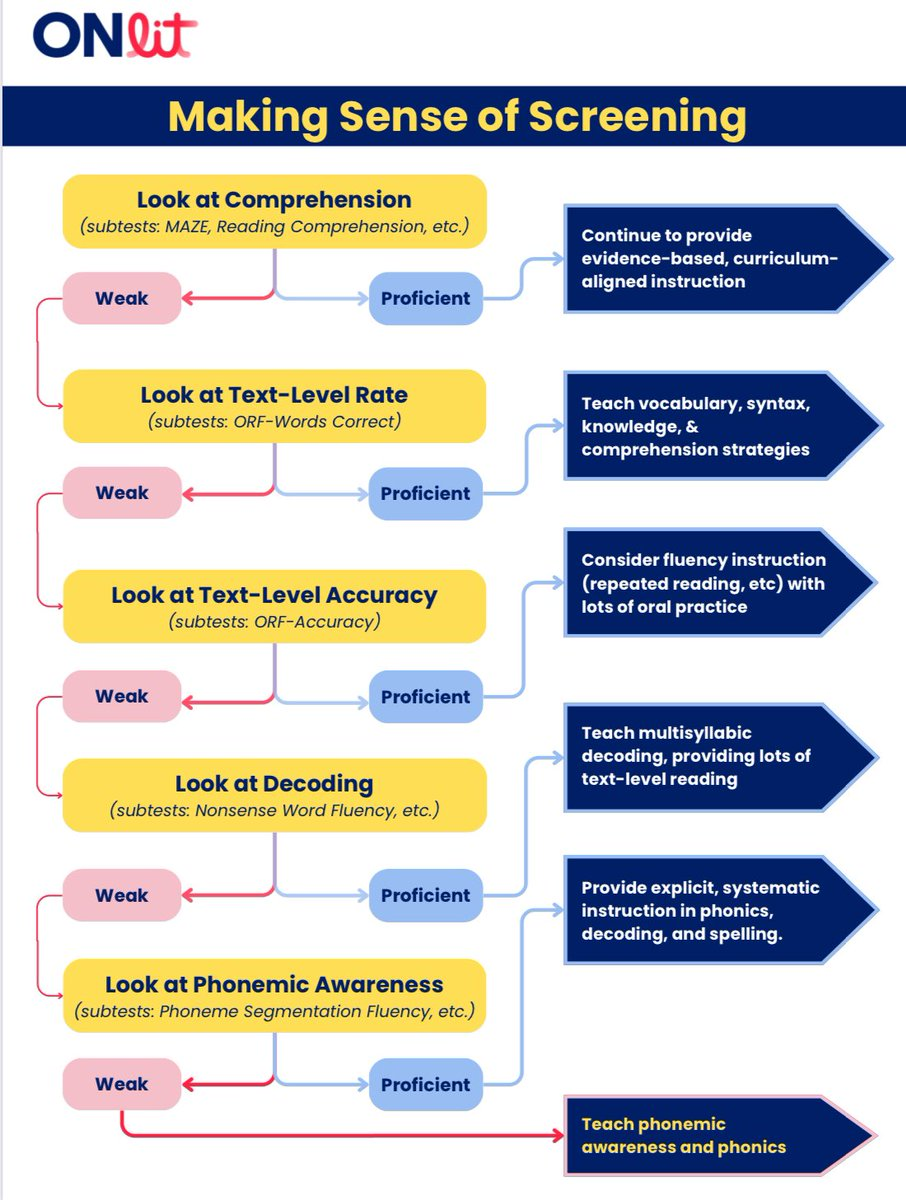 ONlit
Making Sense of Screening
Look at Comprehension
(subtests: MAZE, Reading Comprehension, etc.)
Weak
Proficient
Continue to provide
evidence-based, curriculum-
aligned instruction
Look at Text-Level Rate
(subtests: ORF-Words Correct)
Weak
Proficient
Teach vocabulary, syntax,
knowledge, &
comprehension strategies
Look at Text-Level Accuracy
(subtests: ORF-Accuracy)
Weak
Proficient
Consider fluency instruction
(repeated reading, etc) with
lots of oral practice
Look at Decoding
(subtests: Nonsense Word Fluency, etc.)
Weak
Proficient
Teach multisyllabic
decoding, providing lots of
text-level reading
Look at Phonemic Awareness
(subtests: Phoneme Segmentation Fluency, etc.)
Weak
Proficient
Provide explicit, systematic
instruction in phonics,
decoding, and spelling.
Teach phonemic
awareness and phonics